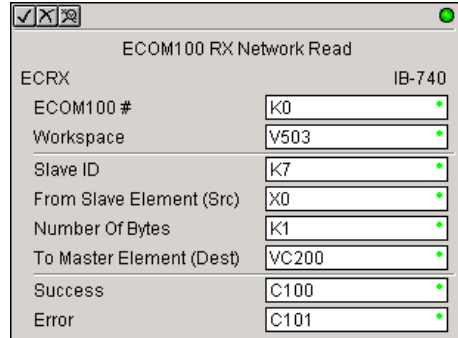 ECOM100 RX Network Read
ECRX IB-740
ECOM100 # K0
Workspace V503
Slave ID K7
From Slave Element (Src) X0
Number Of Bytes K1
To Master Element (Dest) VC200
Success C100
Error C101